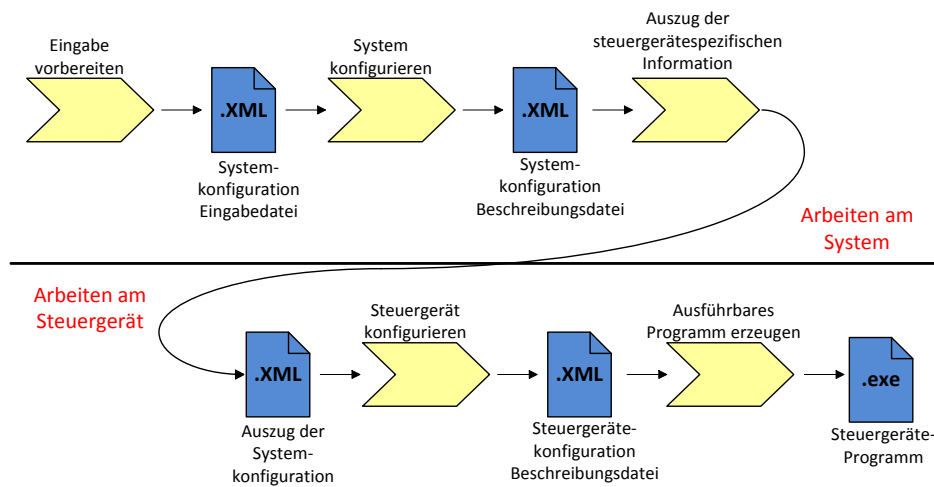 Eingabe
vorbereiten
.XML
System-
konfiguration
Eingabedatei
System
konfigurieren
.XML
System-
konfiguration
Beschreibungsdatei
Auszug der
steuergerätespezifischen
Information
Arbeiten am
System
Arbeiten am
Steuergerät
.XML
Auszug der
System-
konfiguration
Steuergerät
konfigurieren
.XML
Steuergeräte-
konfiguration
Beschreibungsdatei
Ausführbares
Programm erzeugen
.exe
Steuergeräte-
Programm